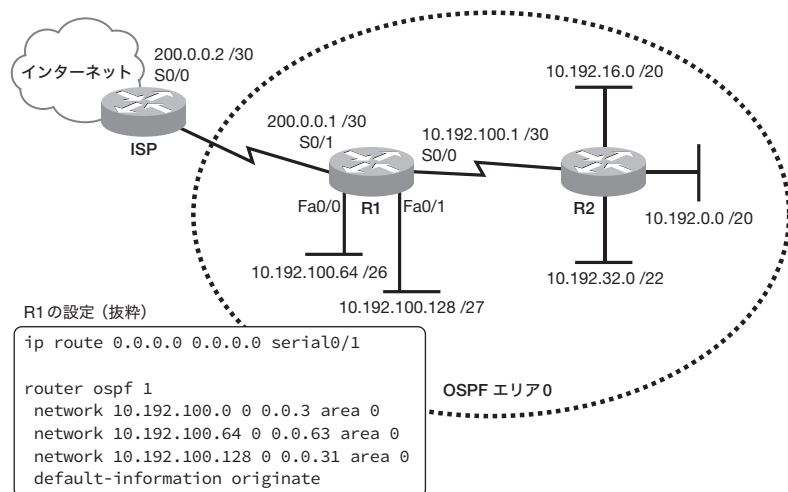 インターネット
200.0.0.2 /30
S0/0
ISP
200.0.0.1 /30
S0/1
10.192.100.1 /30
S0/0
Fa0/0
R1
Fa0/1
10.192.100.64 /26
10.192.100.128 /27
10.192.16.0 /20
R2
10.192.0.0 /20
10.192.32.0 /22
OSPF エリア0
R1の設定（抜粋）
ip route 0.0.0.0 0.0.0.0 serial0/1
router ospf 1
network 10.192.100.0 0 0.0.3 area 0
network 10.192.100.64 0 0.0.63 area 0
network 10.192.100.128 0 0.0.31 area 0
default-information originate